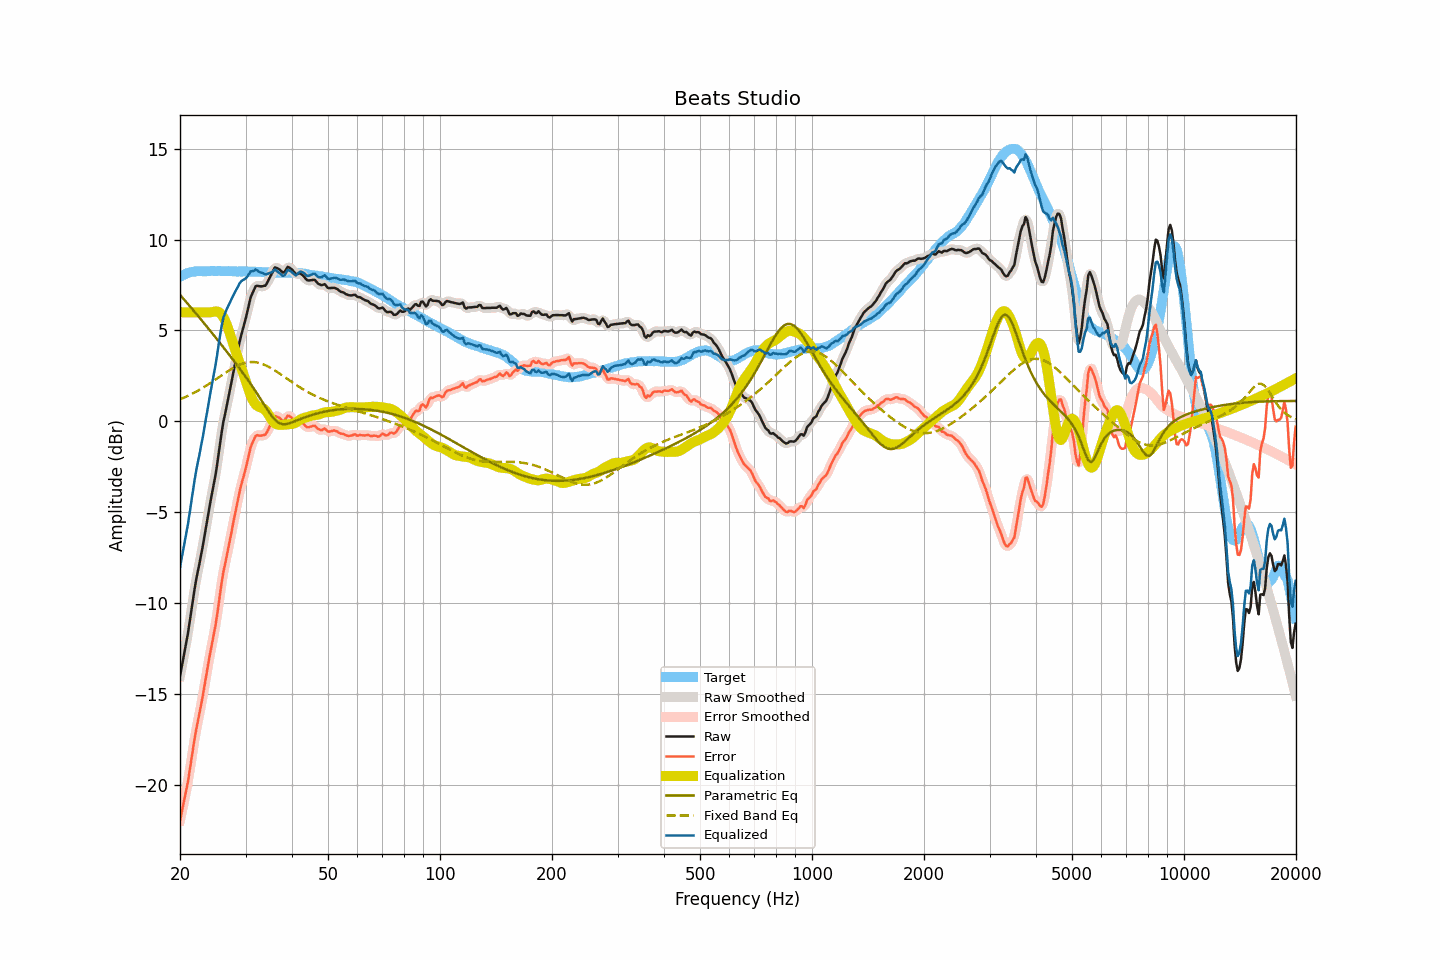 Beats Studio
15
10
5
0
−5
−10
−15
−20
Amplitude (dBr)
Target
Raw Smoothed
Error Smoothed
Raw
Error
Equalization
Parametric Eq
Fixed Band Eq
Equalized
20 50 100 200 500 1000 2000 5000 10000 20000
Frequency (Hz)